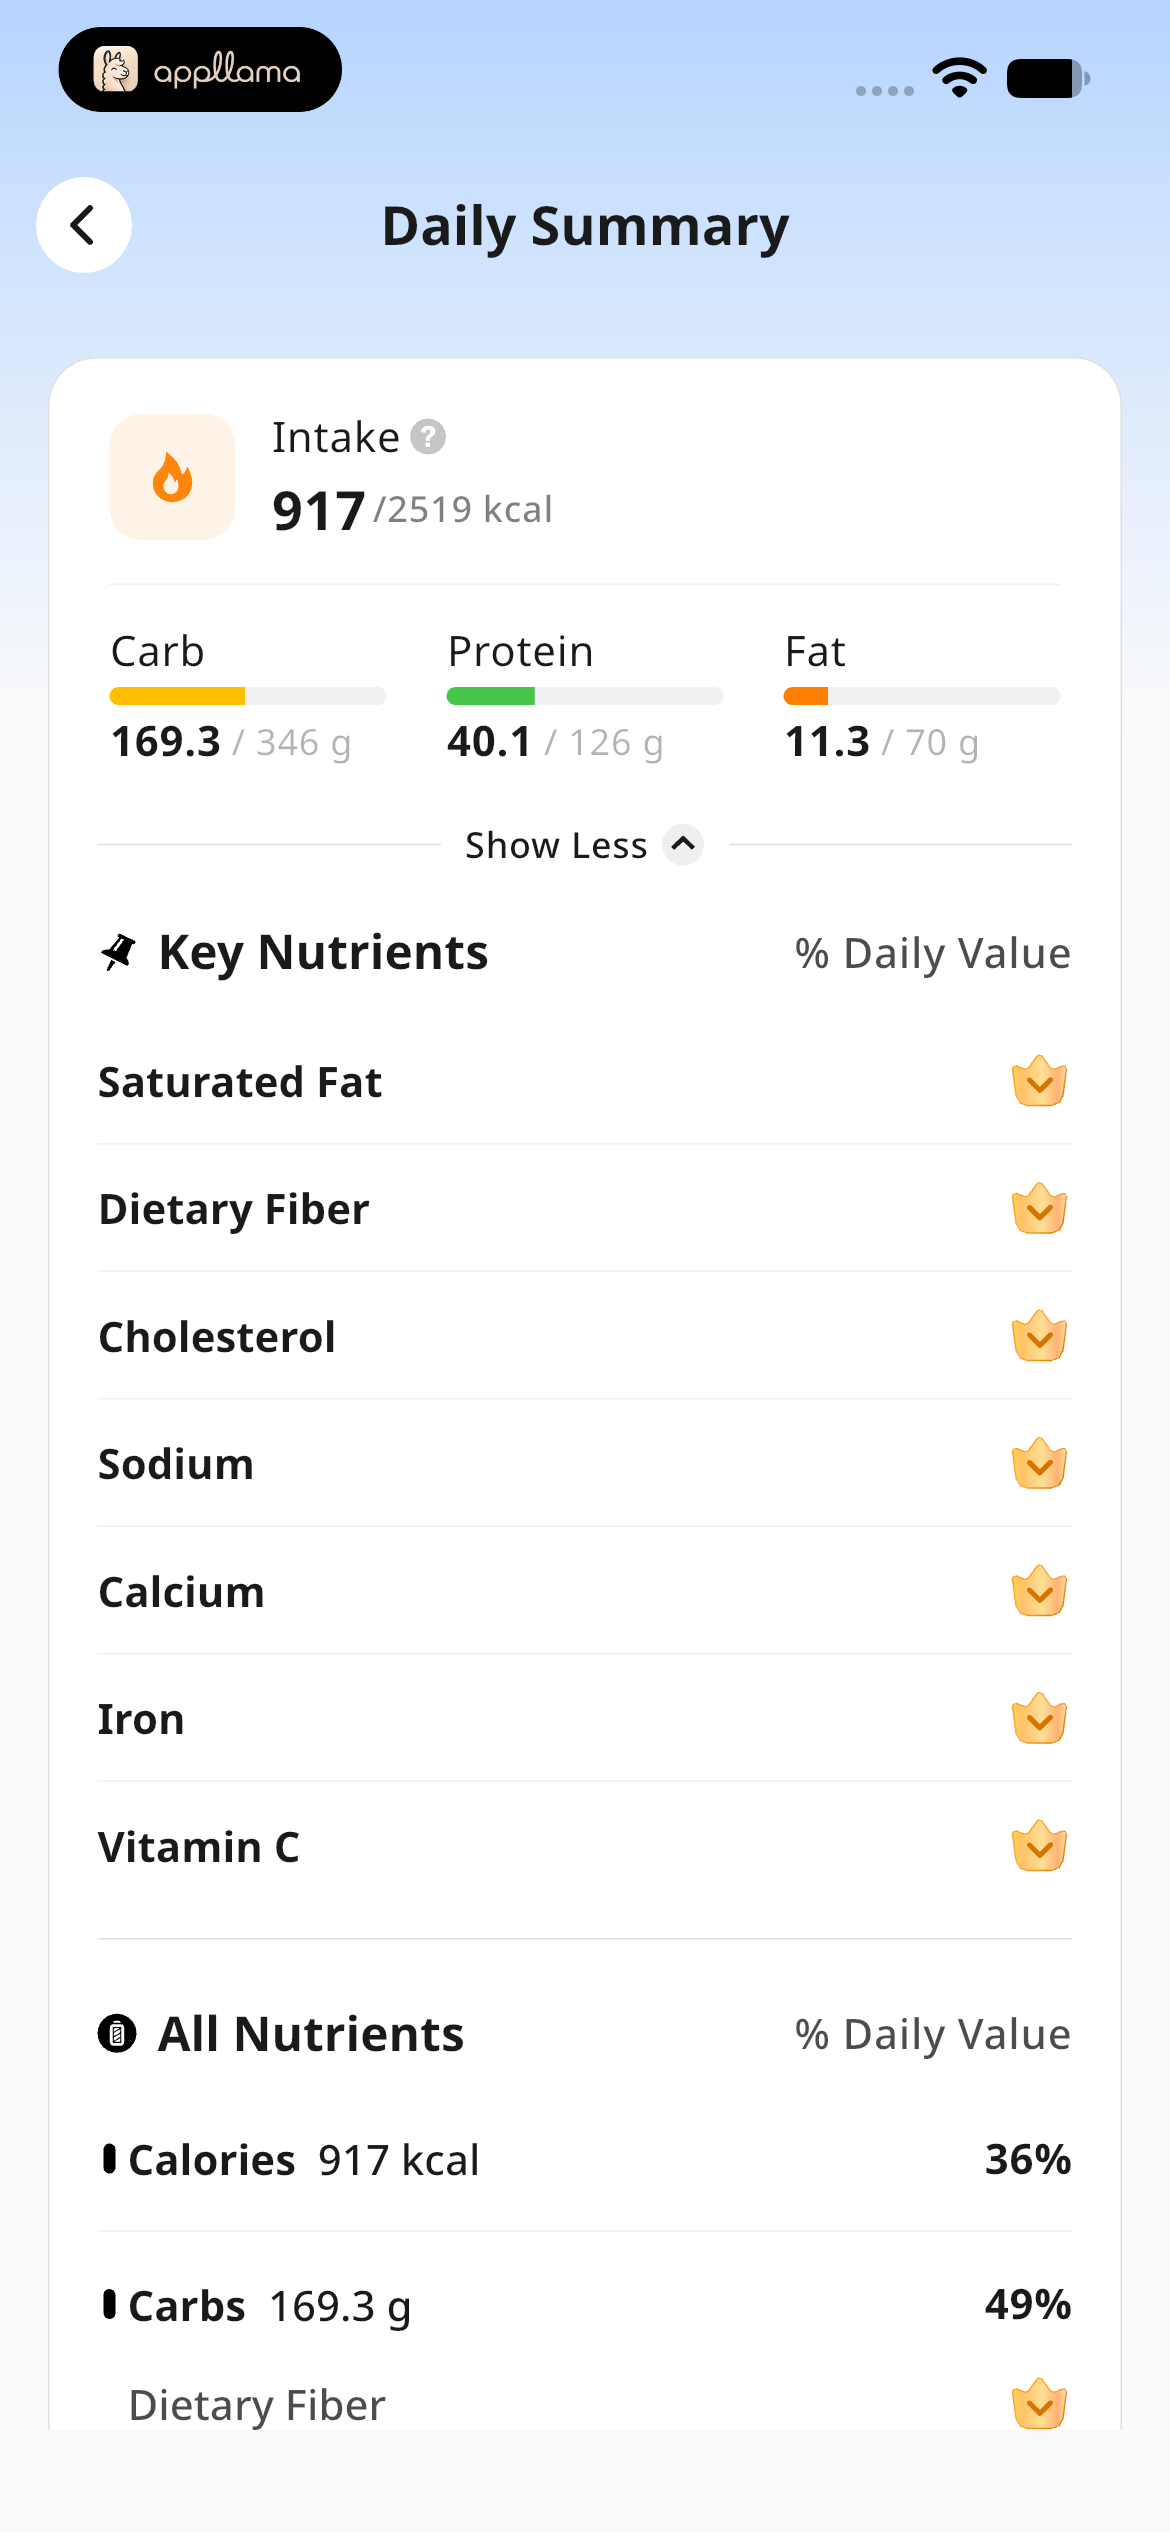 appllama
Daily Summary
Intake ?
917 /2519 kcal
Carb Protein Fat
169.3 / 346 g 40.1 / 126 g 11.3 / 70 g
Show Less
Key Nutrients % Daily Value
Saturated Fat
Dietary Fiber
Cholesterol
Sodium
Calcium
Iron
Vitamin C
All Nutrients % Daily Value
Calories 917 kcal 36%
Carbs 169.3 g 49%
Dietary Fiber